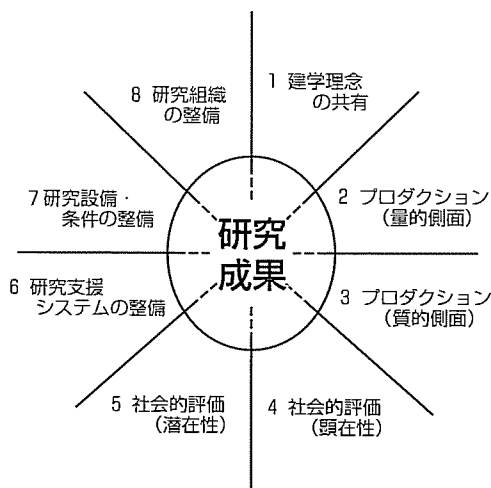 1 建学理念
の共有
2 プロダクション
(量的側面)
3 プロダクション
(質的側面)
4 社会的評価
(顕在性)
5 社会的評価
(潜在性)
6 研究支援
システムの整備
7 研究設備・
条件の整備
8 研究組織
の整備
研究
成果